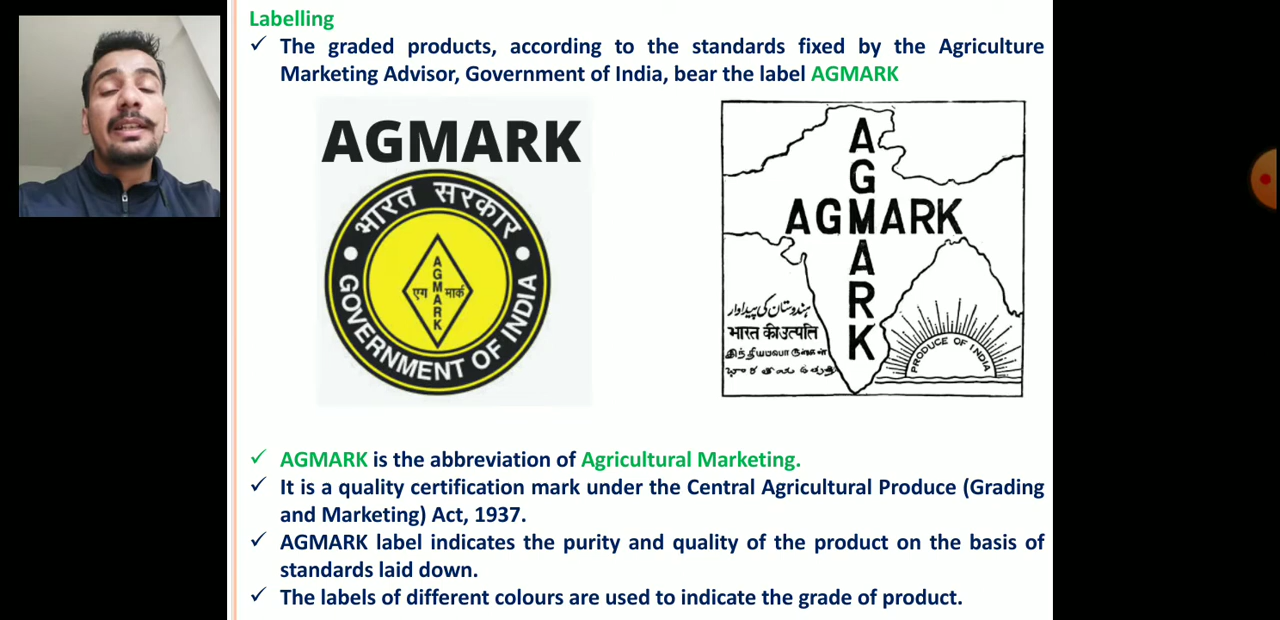 Labelling
✓ The graded products, according to the standards fixed by the Agriculture
Marketing Advisor, Government of India, bear the label AGMARK
AGMARK
भारत सरकार
AGMARK
एग मार्क
GOVERNMENT OF INDIA
AGMARK
AGMARK
ہندوستان کی پیداوار
भारत की उत्पति
PRODUCE OF INDIA
✓ AGMARK is the abbreviation of Agricultural Marketing.
✓ It is a quality certification mark under the Central Agricultural Produce (Grading
and Marketing) Act, 1937.
✓ AGMARK label indicates the purity and quality of the product on the basis of
standards laid down.
✓ The labels of different colours are used to indicate the grade of product.